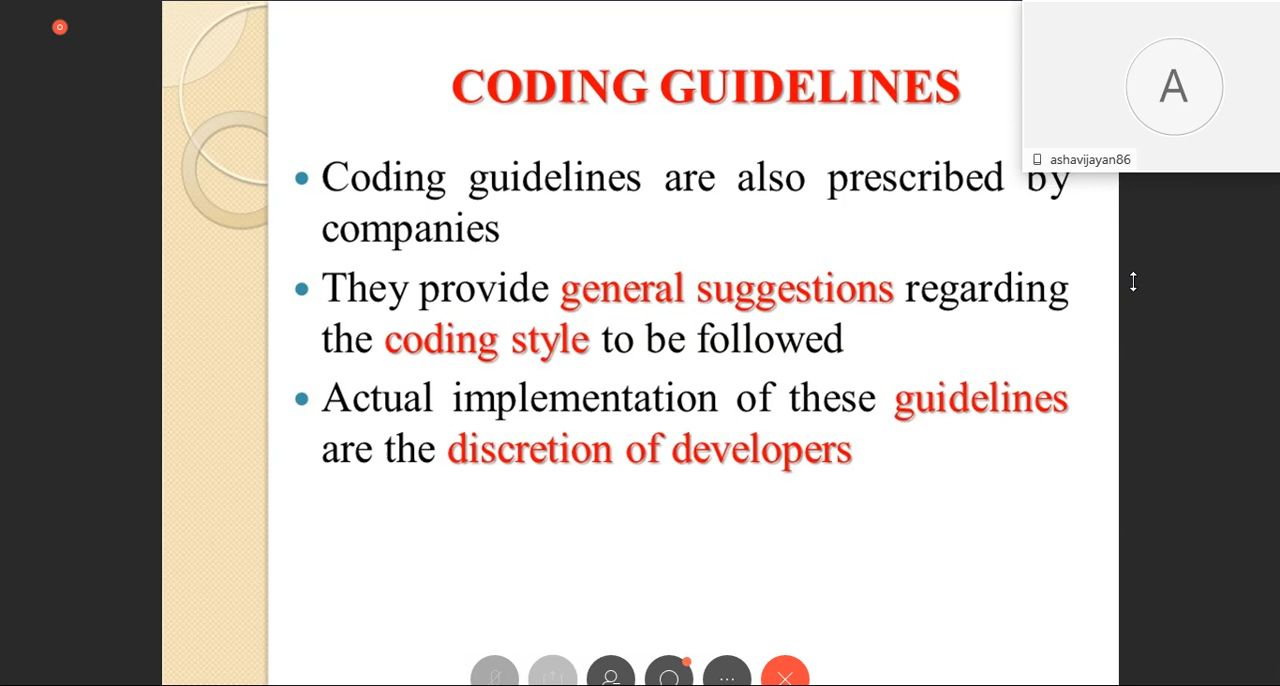 CODING GUIDELINES
A
ashavijayan86
• Coding guidelines are also prescribed by
companies
• They provide general suggestions regarding
the coding style to be followed
• Actual implementation of these guidelines
are the discretion of developers